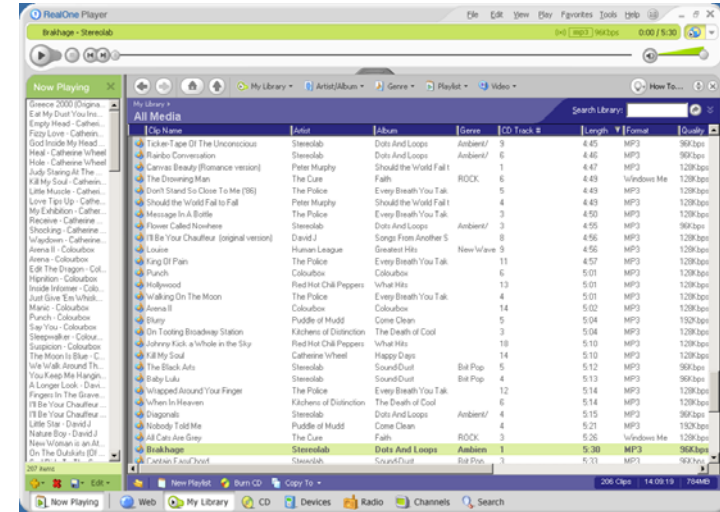 RealOne Player
File Edit View Play Favorites Tools Help
Brakhage - Stereolab
mp3 96Kbps 0:00 / 5:30
Now Playing
My Library Artist/Album Genre Playlist Video How To...
Greece 2000 (Origina...
Eat My Dust You Ins...
Empty Head - Catheri...
Fizzy Love - Catherin...
God Inside My Head ...
Heal - Catherine Wheel
Hole - Catherine Wheel
Judy Staring At The ...
Kill My Soul - Catherin...
Little Muscle - Catheri...
Love Tips Up - Cathe...
My Exhibition - Cather...
Receive - Catherine ...
Shocking - Catherine ...
Waydown - Catherine...
Arena II - Colourbox
Arena - Colourbox
Edit The Dragon - Col...
Hipnition - Colourbox
Inside Informer - Colo...
Just Give 'Em Whisk...
Manic - Colourbox
Punch - Colourbox
Say You - Colourbox
Sleepwalker - Colour...
Suspicion - Colourbox
The Moon Is Blue - C...
We Walk Around Th...
You Keep Me Hangin...
A Longer Look - Davi...
Fingers In The Grave...
I'll Be Your Chauffeur ...
I'll Be Your Chauffeur ...
Little Star - David J
Nature Boy - David J
New Woman is an At...
On The Outskirts (Of ...
207 items
Edit
My Library
All Media
Search Library:
Clip Name Artist Album Genre CD Track # Length Format Quality
Ticker-Tape Of The Unconscious Stereolab Dots And Loops Ambient/ 9 4:45 MP3 96Kbps
Rainbo Conversation Stereolab Dots And Loops Ambient/ 6 4:46 MP3 96Kbps
Canvas Beauty (Romance version) Peter Murphy Should the World Fail t 1 4:47 MP3 128Kbps
The Drowning Man The Cure Faith ROCK 6 4:49 Windows Me 128Kbps
Don't Stand So Close To Me ('86) The Police Every Breath You Tak 5 4:49 MP3 128Kbps
Should the World Fail to Fall Peter Murphy Should the World Fail t 4 4:49 MP3 128Kbps
Message In A Bottle The Police Every Breath You Tak 3 4:50 MP3 128Kbps
Flower Called Nowhere Stereolab Dots And Loops Ambient/ 3 4:55 MP3 96Kbps
I'll Be Your Chauffeur (original version) David J Songs From Another S 8 4:56 MP3 128Kbps
Louise Human League Greatest Hits New Wave 9 4:56 MP3 128Kbps
King Of Pain The Police Every Breath You Tak 11 4:57 MP3 128Kbps
Punch Colourbox Colourbox 6 5:01 MP3 128Kbps
Hollywood Red Hot Chili Peppers What Hits 13 5:01 MP3 128Kbps
Walking On The Moon The Police Every Breath You Tak 4 5:01 MP3 128Kbps
Arena II Colourbox Colourbox 14 5:02 MP3 128Kbps
Blurry Puddle of Mudd Come Clean 5 5:04 MP3 192Kbps
On Tooting Broadway Station Kitchens of Distinction The Death of Cool 3 5:04 MP3 128Kbps
Johnny Kick a Whole in the Sky Red Hot Chili Peppers What Hits 18 5:10 MP3 128Kbps
Kill My Soul Catherine Wheel Happy Days 14 5:10 MP3 128Kbps
The Black Arts Stereolab Sound-Dust Brit Pop 5 5:12 MP3 96Kbps
Baby Lulu Stereolab Sound-Dust Brit Pop 4 5:13 MP3 96Kbps
Wrapped Around Your Finger The Police Every Breath You Tak 12 5:14 MP3 128Kbps
When In Heaven Kitchens of Distinction The Death of Cool 6 5:14 MP3 128Kbps
Diagonals Stereolab Dots And Loops Ambient/ 4 5:15 MP3 96Kbps
Nobody Told Me Puddle of Mudd Come Clean 4 5:21 MP3 192Kbps
All Cats Are Grey The Cure Faith ROCK 3 5:26 Windows Me 128Kbps
Brakhage Stereolab Dots And Loops Ambien 1 5:30 MP3 96Kbps
Captain EasyChord Stereolab Sound-Dust Brit Pop 3 5:33 MP3 96Kbps
New Playlist Burn CD Copy To
206 Clips 14:09:19 784MB
Now Playing Web My Library CD Devices Radio Channels Search